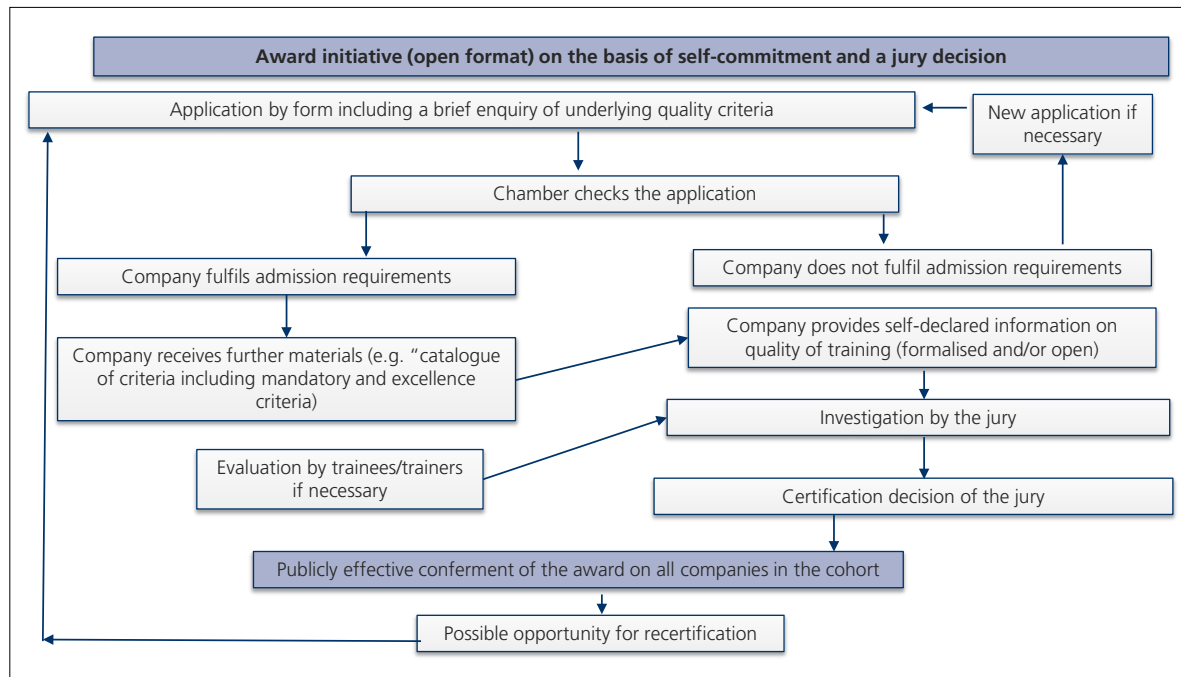 Award initiative (open format) on the basis of self-commitment and a jury decision
Application by form including a brief enquiry of underlying quality criteria
New application if
necessary
Chamber checks the application
Company fulfils admission requirements
Company does not fulfil admission requirements
Company receives further materials (e.g. “catalogue
of criteria including mandatory and excellence
criteria)
Company provides self-declared information on
quality of training (formalised and/or open)
Investigation by the jury
Evaluation by trainees/trainers
if necessary
Certification decision of the jury
Publicly effective conferment of the award on all companies in the cohort
Possible opportunity for recertification